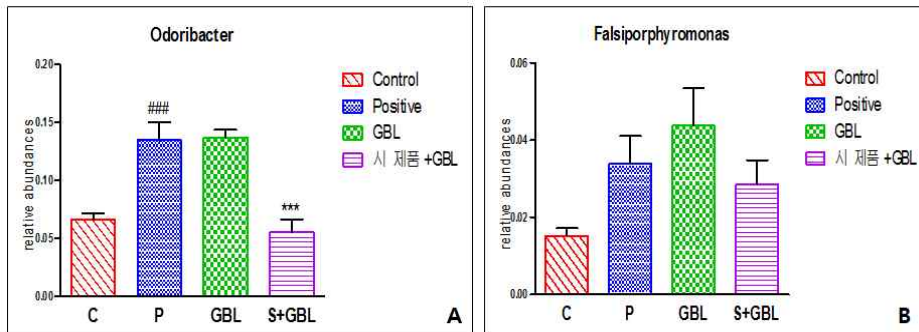 Odoribacter
relative abundances
0.20
0.15
0.10
0.05
0.00
###
***
C P GBL S+GBL
Control
Positive
GBL
시 제품 +GBL
A
Falsiporphyromonas
relative abundances
0.06
0.04
0.02
0.00
C P GBL S+GBL
Control
Positive
GBL
시 제품 +GBL
B